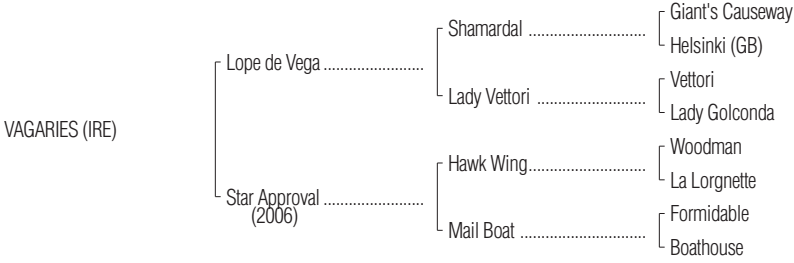 Giant's Causeway
Shamardal ............................
Helsinki (GB)
Lope de Vega ........................
Vettori
Lady Vettori ..........................
Lady Golconda
VAGARIES (IRE)
Woodman
Hawk Wing............................
La Lorgnette
Star Approval ........................
(2006)
Formidable
Mail Boat ..............................
Boathouse